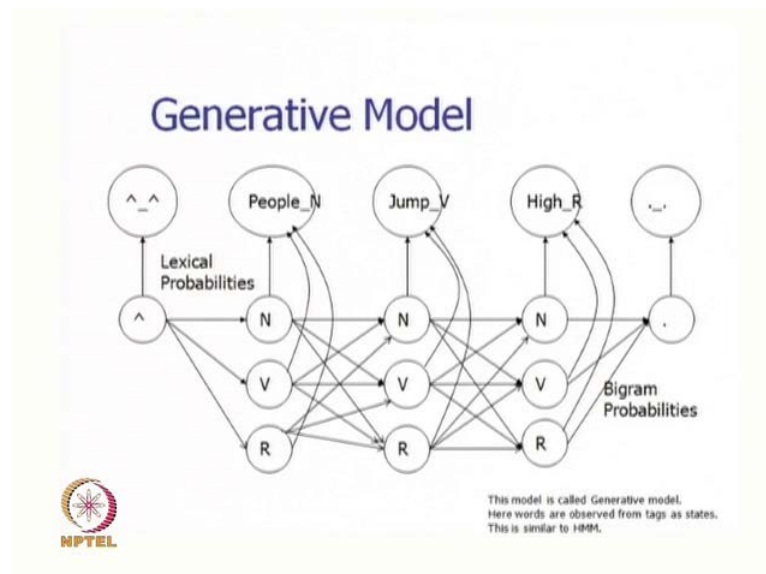 Generative Model
^_^ People_N Jump_V High_R ._.
Lexical
Probabilities
^ N N N .
V V V
Bigram
Probabilities
R R R
This model is called Generative model.
Here words are observed from tags as states.
This is similar to HMM.
NPTEL